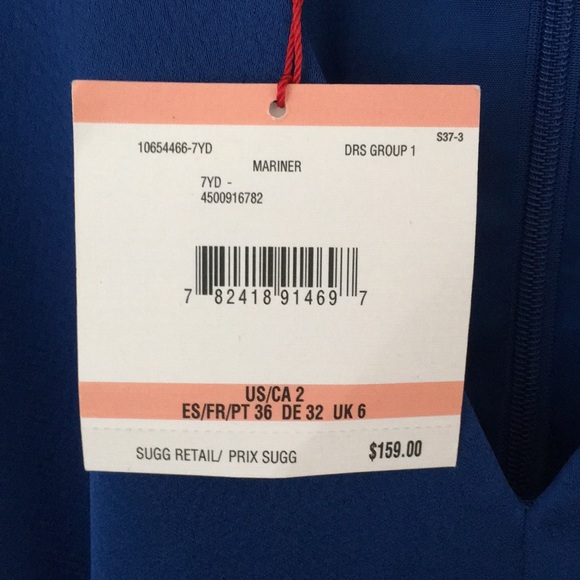 S37-3
10654466-7YD DRS GROUP 1
MARINER
7YD -
4500916782
7 82418 91469 7
US/CA 2
ES/FR/PT 36 DE 32 UK 6
SUGG RETAIL/ PRIX SUGG $159.00